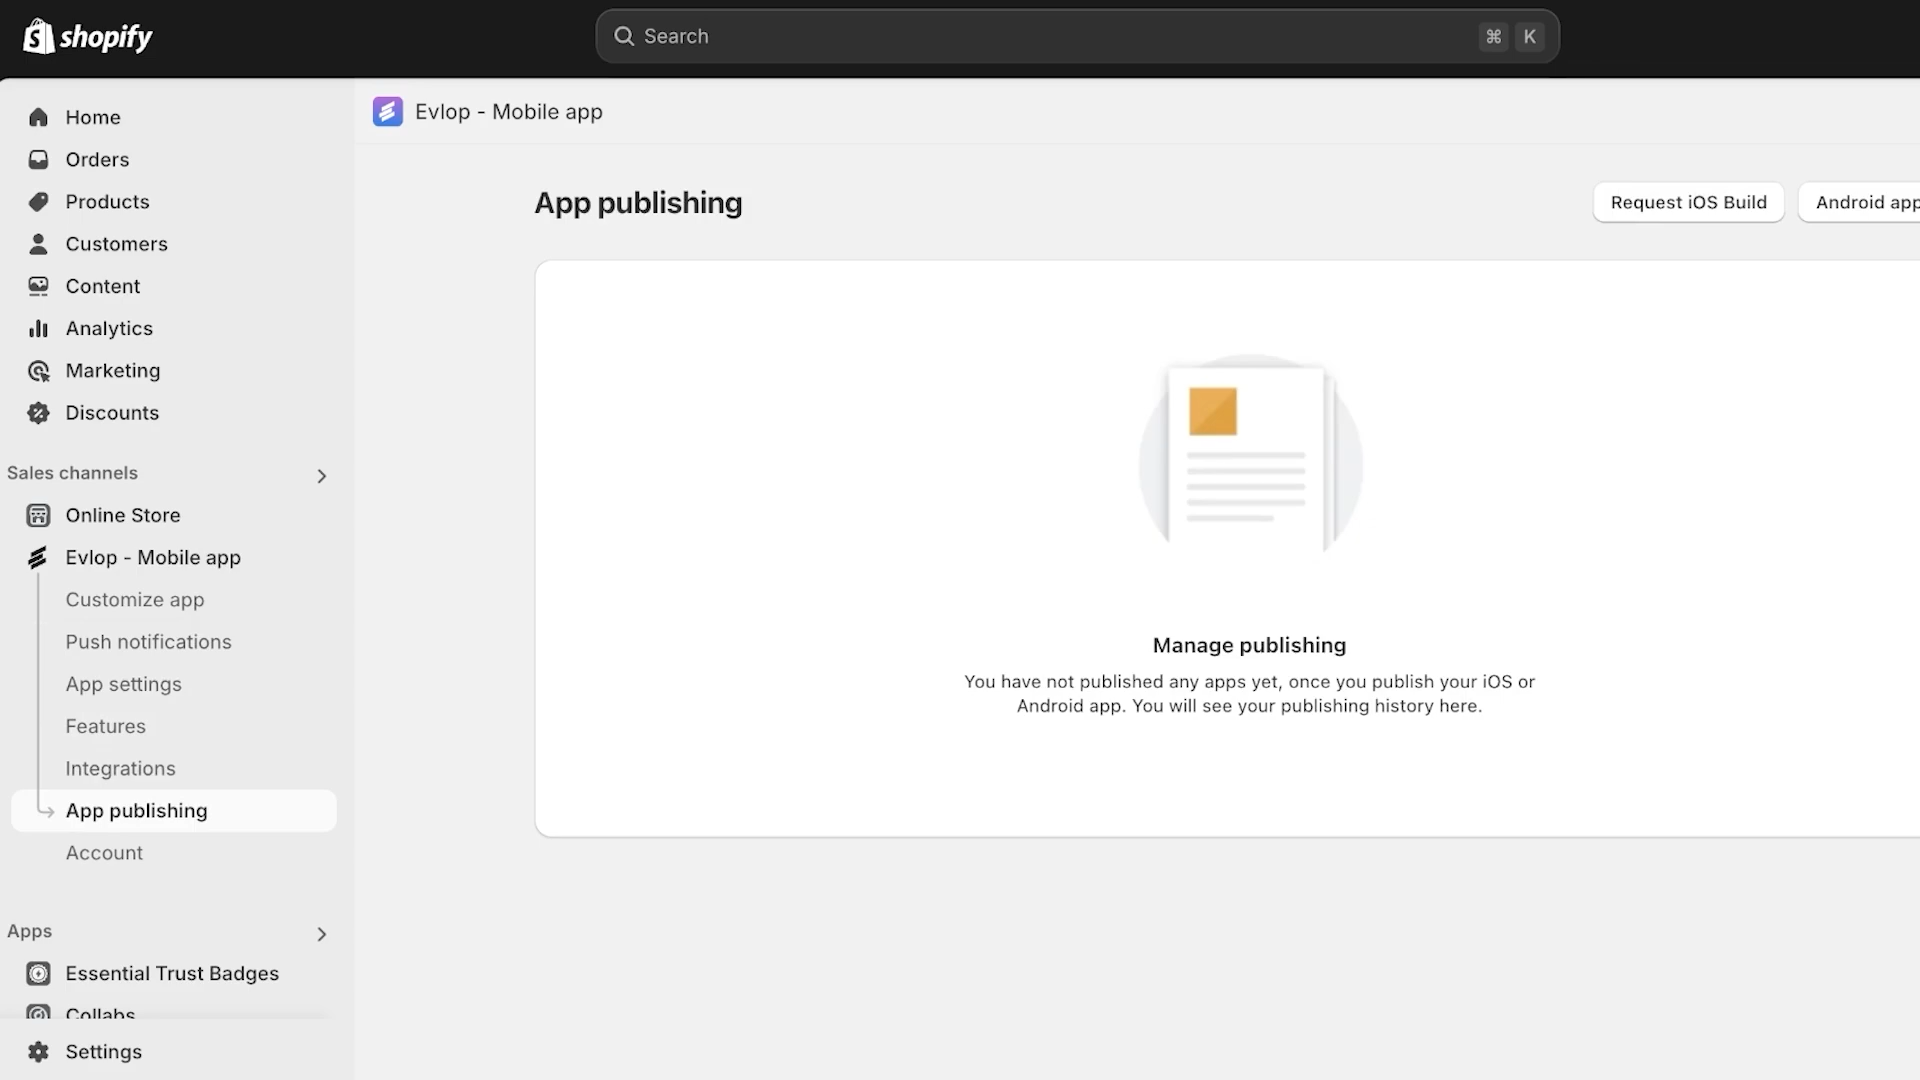 shopify
Search
⌘ K
Home
Orders
Products
Customers
Content
Analytics
Marketing
Discounts
Sales channels
Online Store
Evlop - Mobile app
Customize app
Push notifications
App settings
Features
Integrations
App publishing
Account
Apps
Essential Trust Badges
Collabs
Settings
Evlop - Mobile app
App publishing
Request iOS Build
Android app
Manage publishing
You have not published any apps yet, once you publish your iOS or
Android app. You will see your publishing history here.